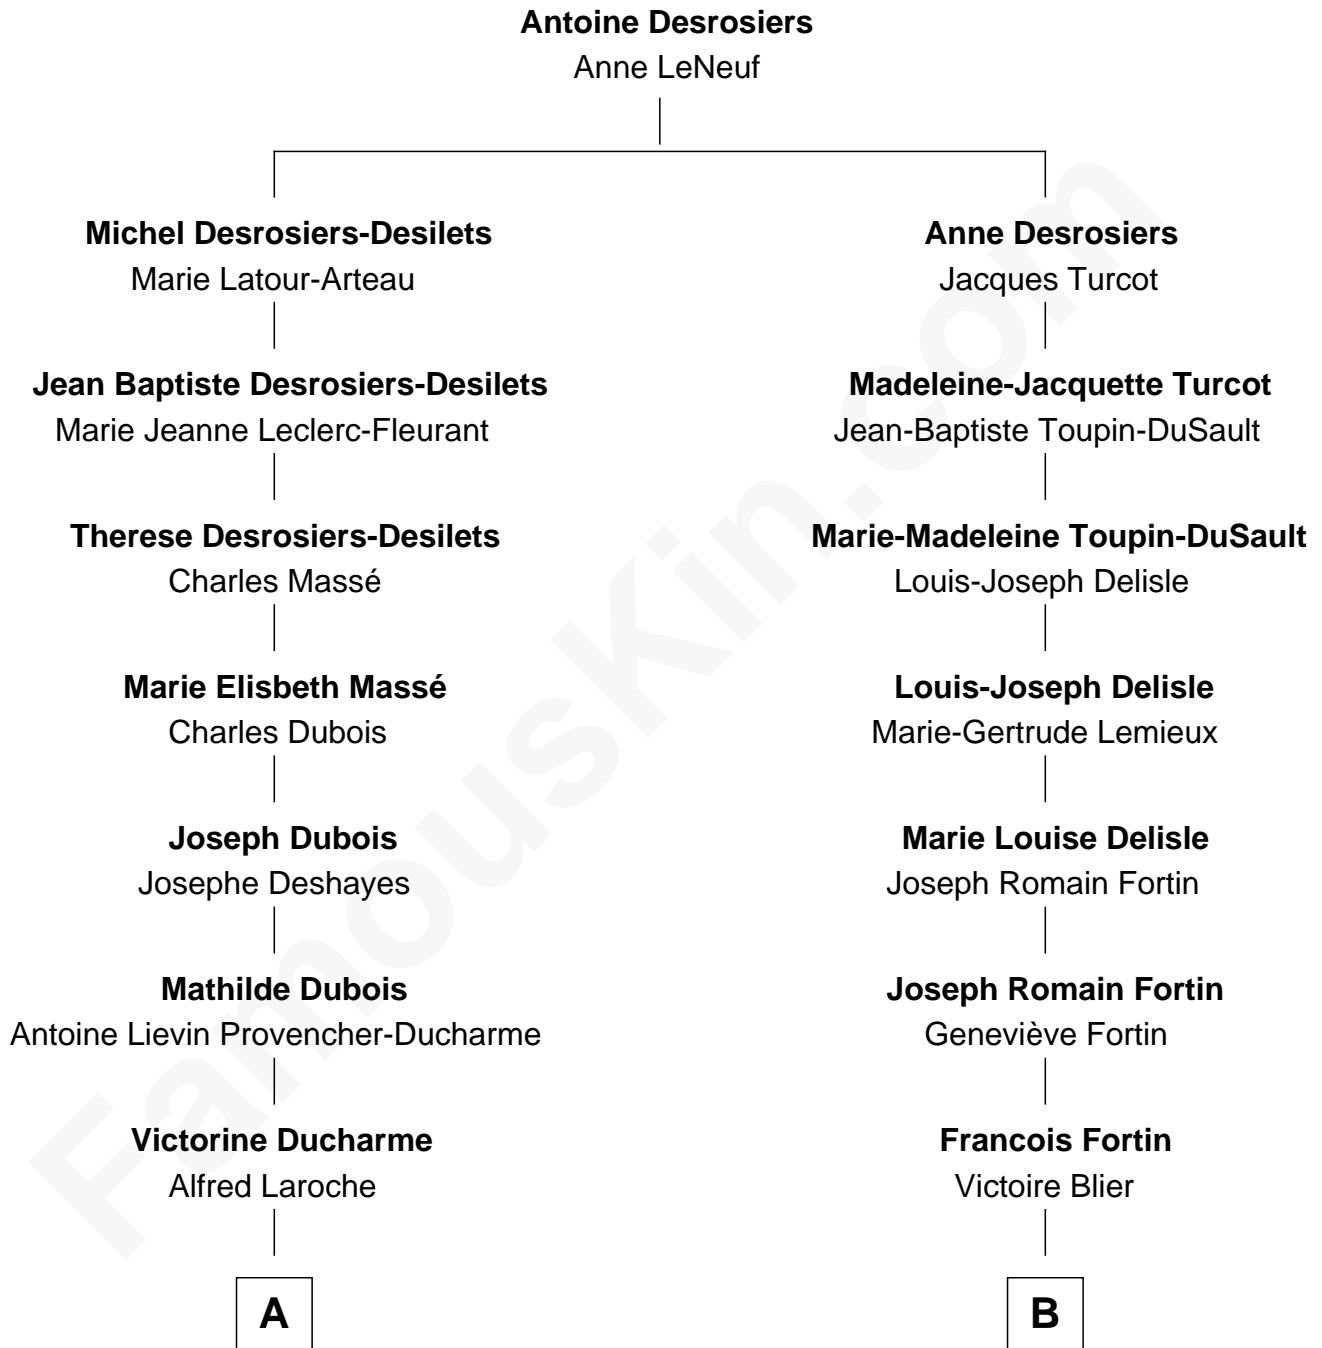 Antoine Desrosiers
Anne LeNeuf
Michel Desrosiers-Desilets
Marie Latour-Arteau
Jean Baptiste Desrosiers-Desilets
Marie Jeanne Leclerc-Fleurant
Therese Desrosiers-Desilets
Charles Massé
Marie Elisbeth Massé
Charles Dubois
Joseph Dubois
Josephe Deshayes
Mathilde Dubois
Antoine Lievin Provencher-Ducharme
Victorine Ducharme
Alfred Laroche
A
Anne Desrosiers
Jacques Turcot
Madeleine-Jacquette Turcot
Jean-Baptiste Toupin-DuSault
Marie-Madeleine Toupin-DuSault
Louis-Joseph Delisle
Louis-Joseph Delisle
Marie-Gertrude Lemieux
Marie Louise Delisle
Joseph Romain Fortin
Joseph Romain Fortin
Geneviève Fortin
Francois Fortin
Victoire Blier
B
FamousKin.com